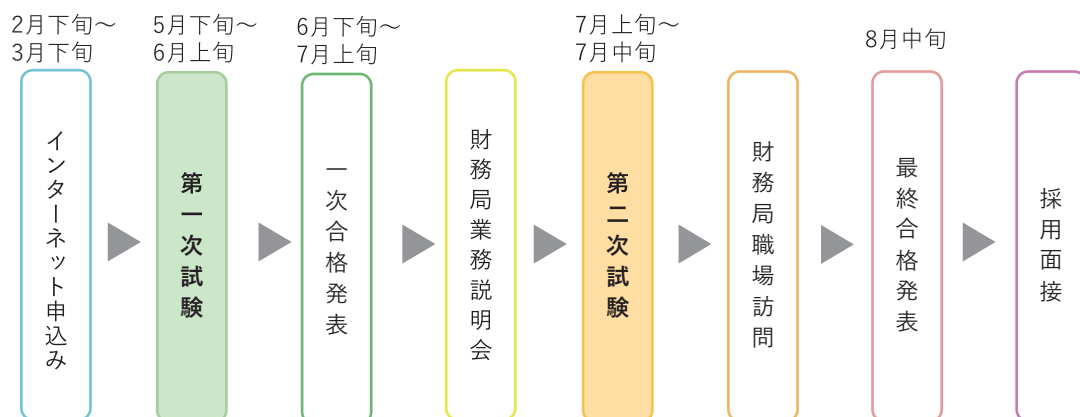 2月下旬～
3月下旬
インターネット申込み
5月下旬～
6月上旬
第一次試験
6月下旬～
7月上旬
一次合格発表
財務局業務説明会
7月上旬～
7月中旬
第二次試験
財務局職場訪問
8月中旬
最終合格発表
採用面接